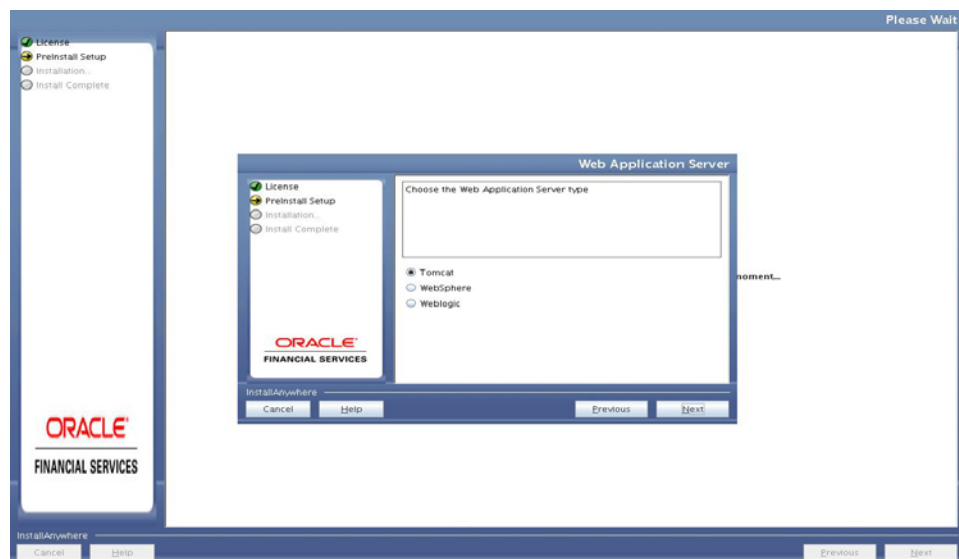 Please Wait
License
PreInstall Setup
Installation...
Install Complete
Web Application Server
License
PreInstall Setup
Installation...
Install Complete
Choose the Web Application Server type
Tomcat
WebSphere
Weblogic
moment...
ORACLE
FINANCIAL SERVICES
InstallAnywhere
Cancel
Help
Previous
Next
ORACLE
FINANCIAL SERVICES
InstallAnywhere
Cancel
Help
Previous
Next